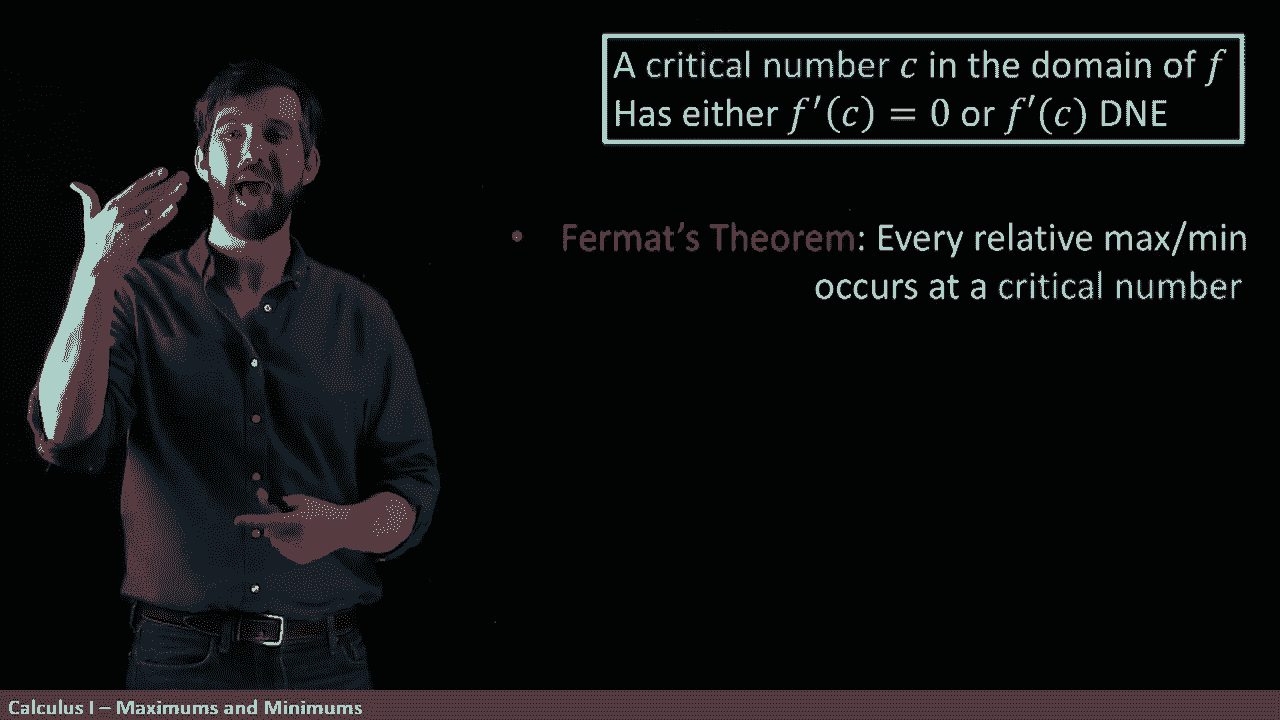 A critical number c in the domain of f
Has either f′(c) = 0 or f′(c) DNE
• Fermat's Theorem: Every relative max/min
occurs at a critical number
Calculus I – Maximums and Minimums